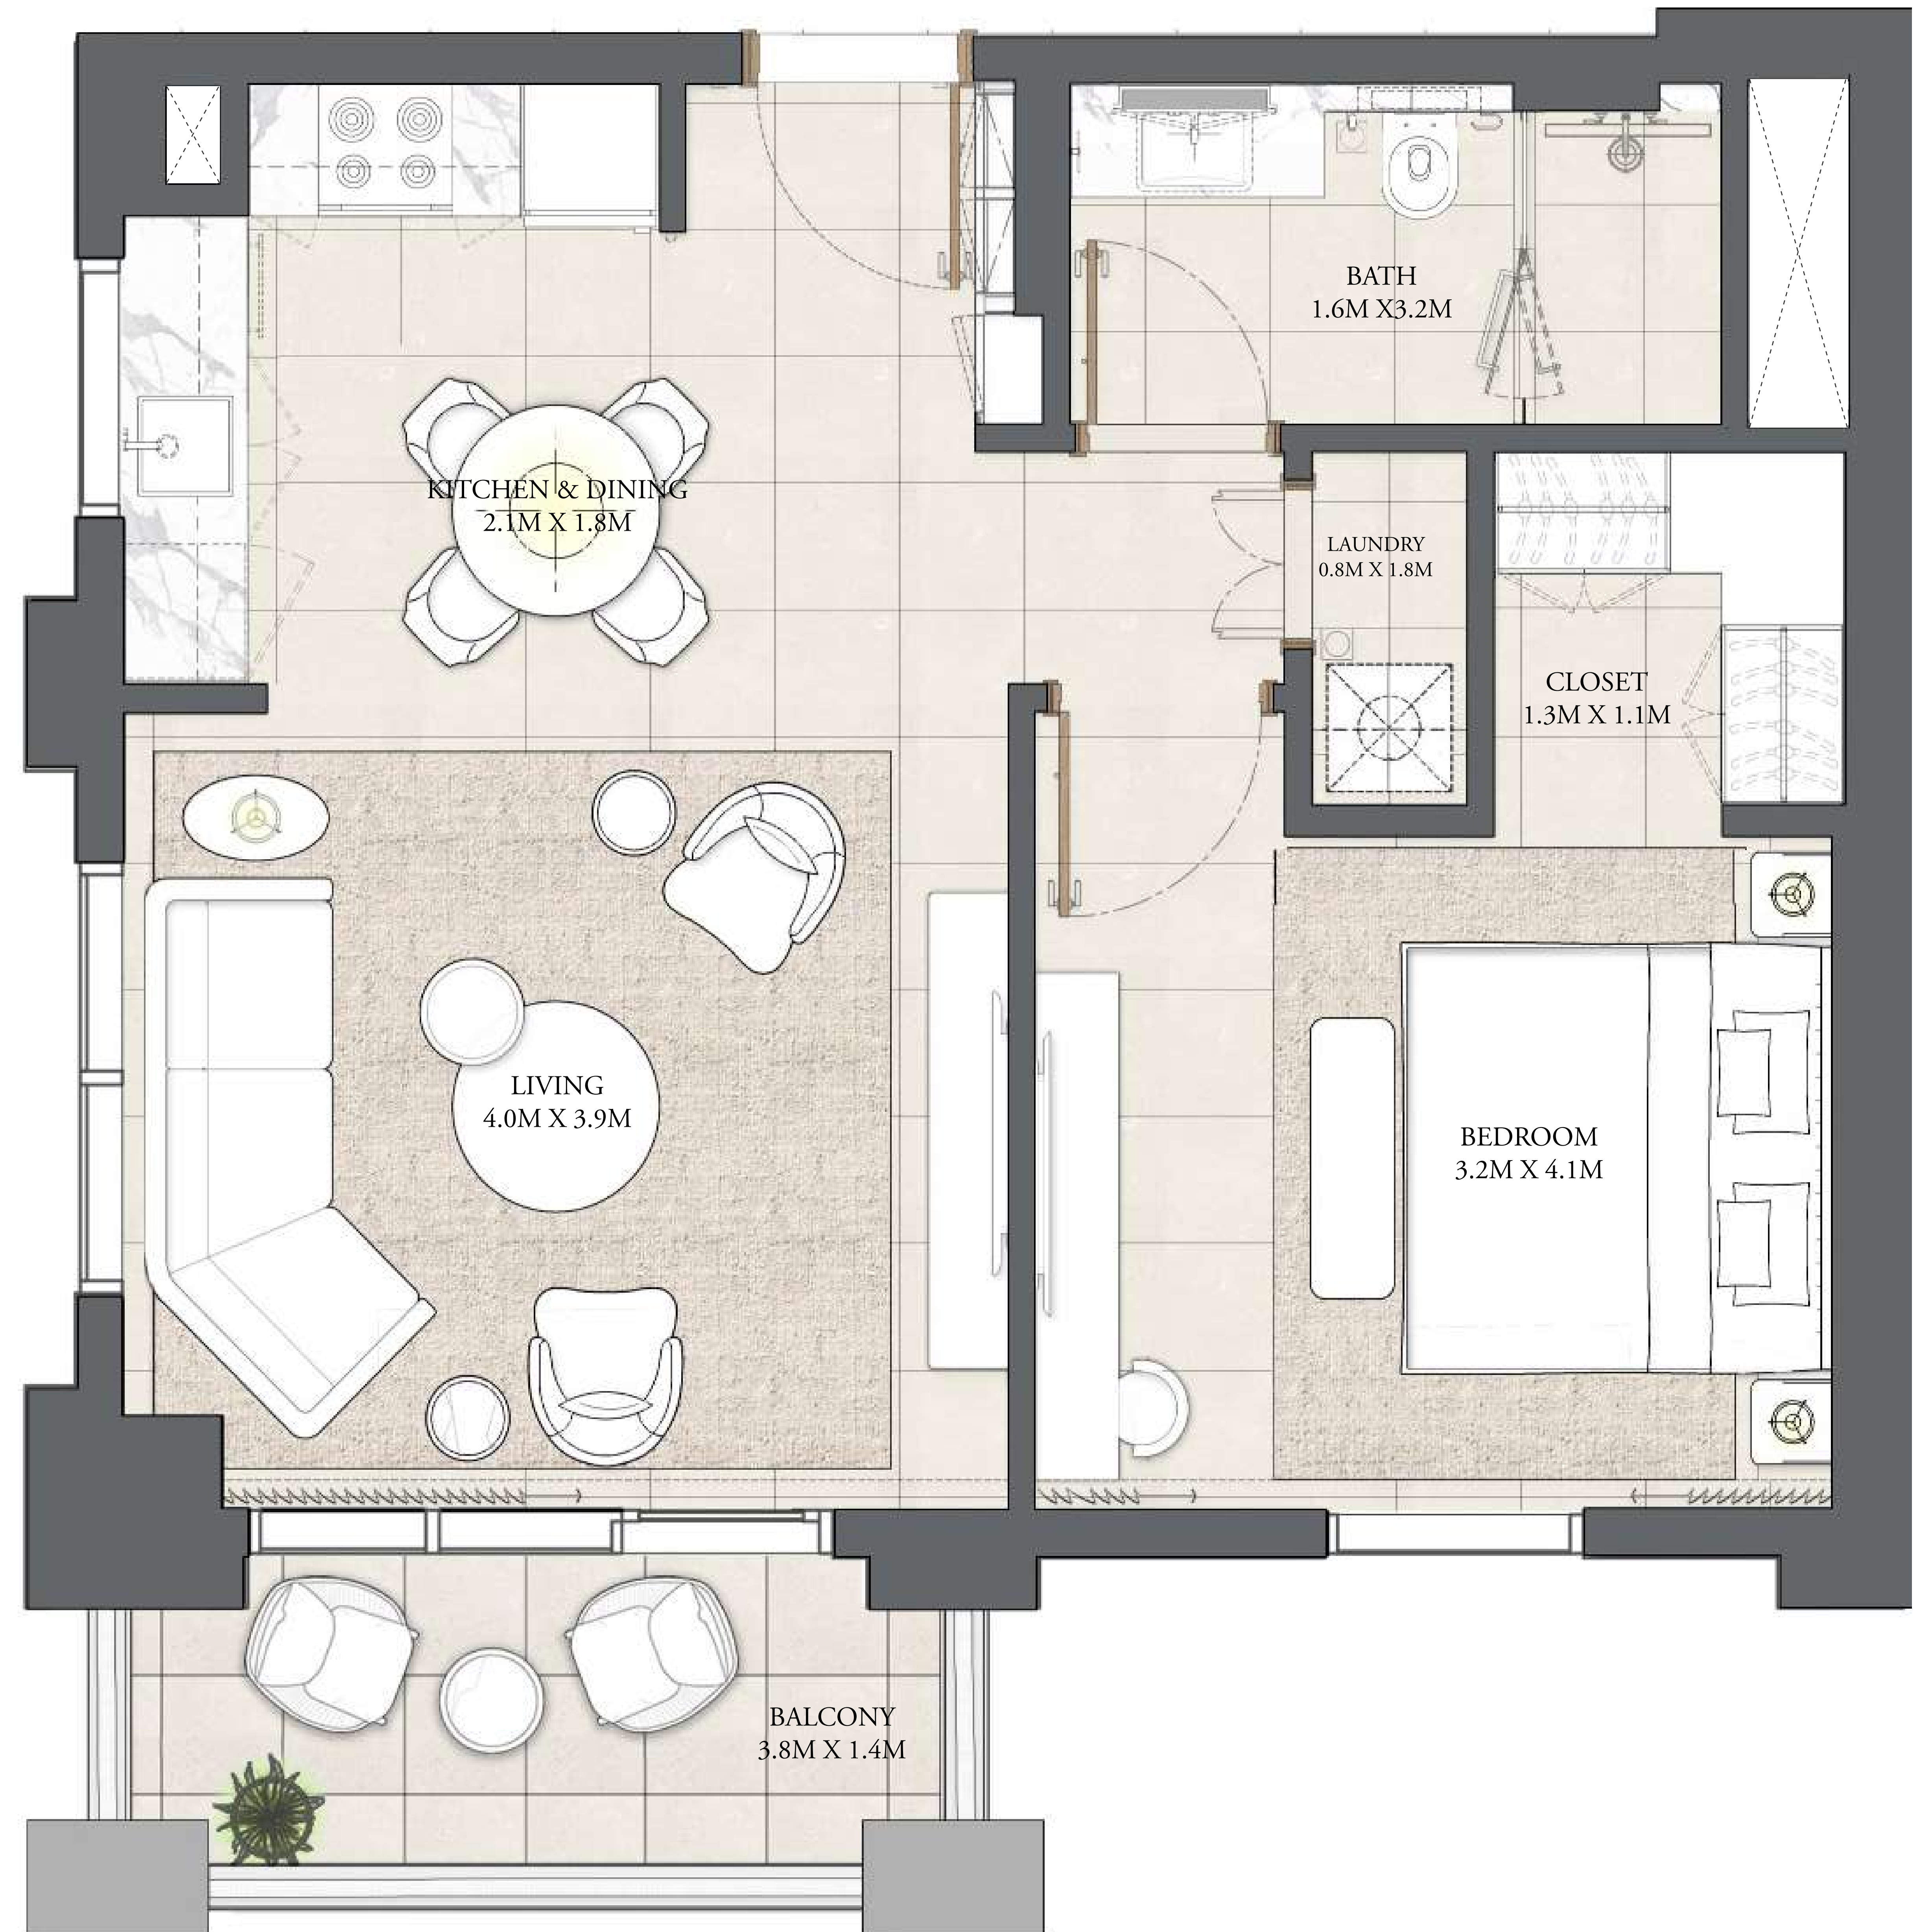 BATH
1.6M X3.2M
KITCHEN & DINING
2.1M X 1.8M
LAUNDRY
0.8M X 1.8M
CLOSET
1.3M X 1.1M
LIVING
4.0M X 3.9M
BEDROOM
3.2M X 4.1M
BALCONY
3.8M X 1.4M